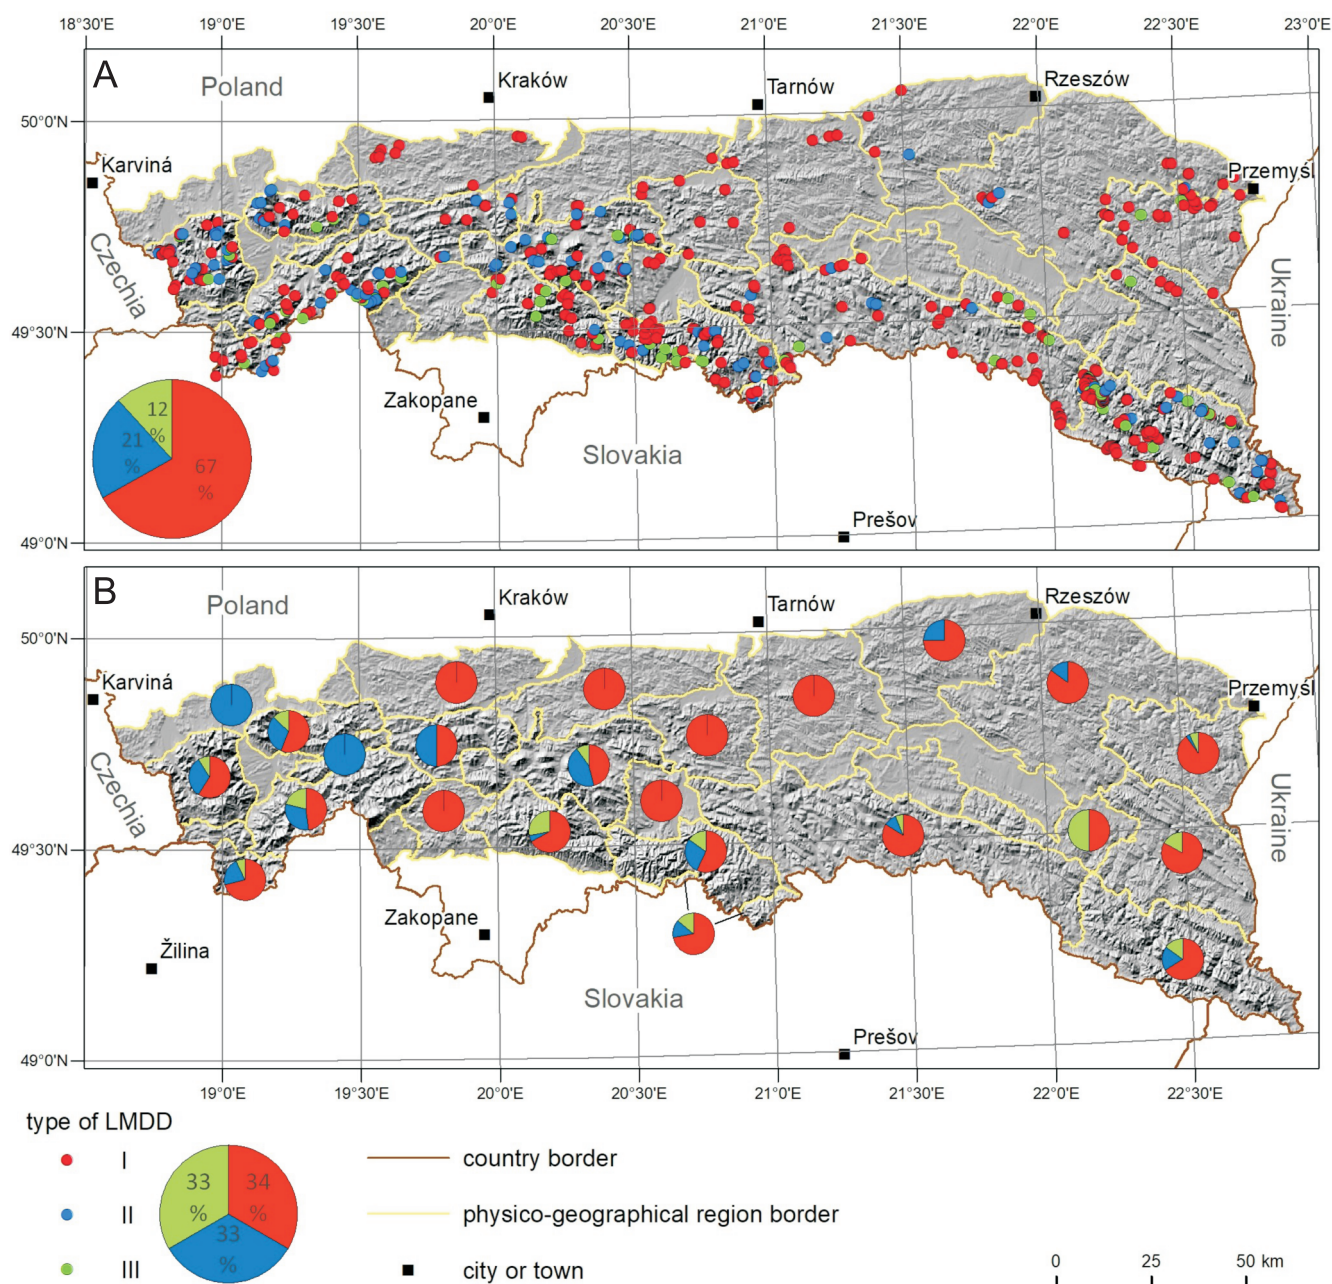 18°30'E 19°0'E 19°30'E 20°0'E 20°30'E 21°0'E 21°30'E 22°0'E 22°30'E 23°0'E
A
Poland
Kraków
Tarnów
Rzeszów
50°0'N
Karviná
Przemyśl
Czechia
Ukraine
49°30'N
Zakopane
12
%
21
%
67
%
Slovakia
Prešov
49°0'N
B
Poland
Kraków
Tarnów
Rzeszów
50°0'N
Karviná
Przemyśl
Czechia
Ukraine
49°30'N
Zakopane
Žilina
Slovakia
Prešov
49°0'N
19°0'E 19°30'E 20°0'E 20°30'E 21°0'E 21°30'E 22°0'E 22°30'E
type of LMDD
I
II
III
33
%
34
%
33
%
country border
physico-geographical region border
city or town
0 25 50 km